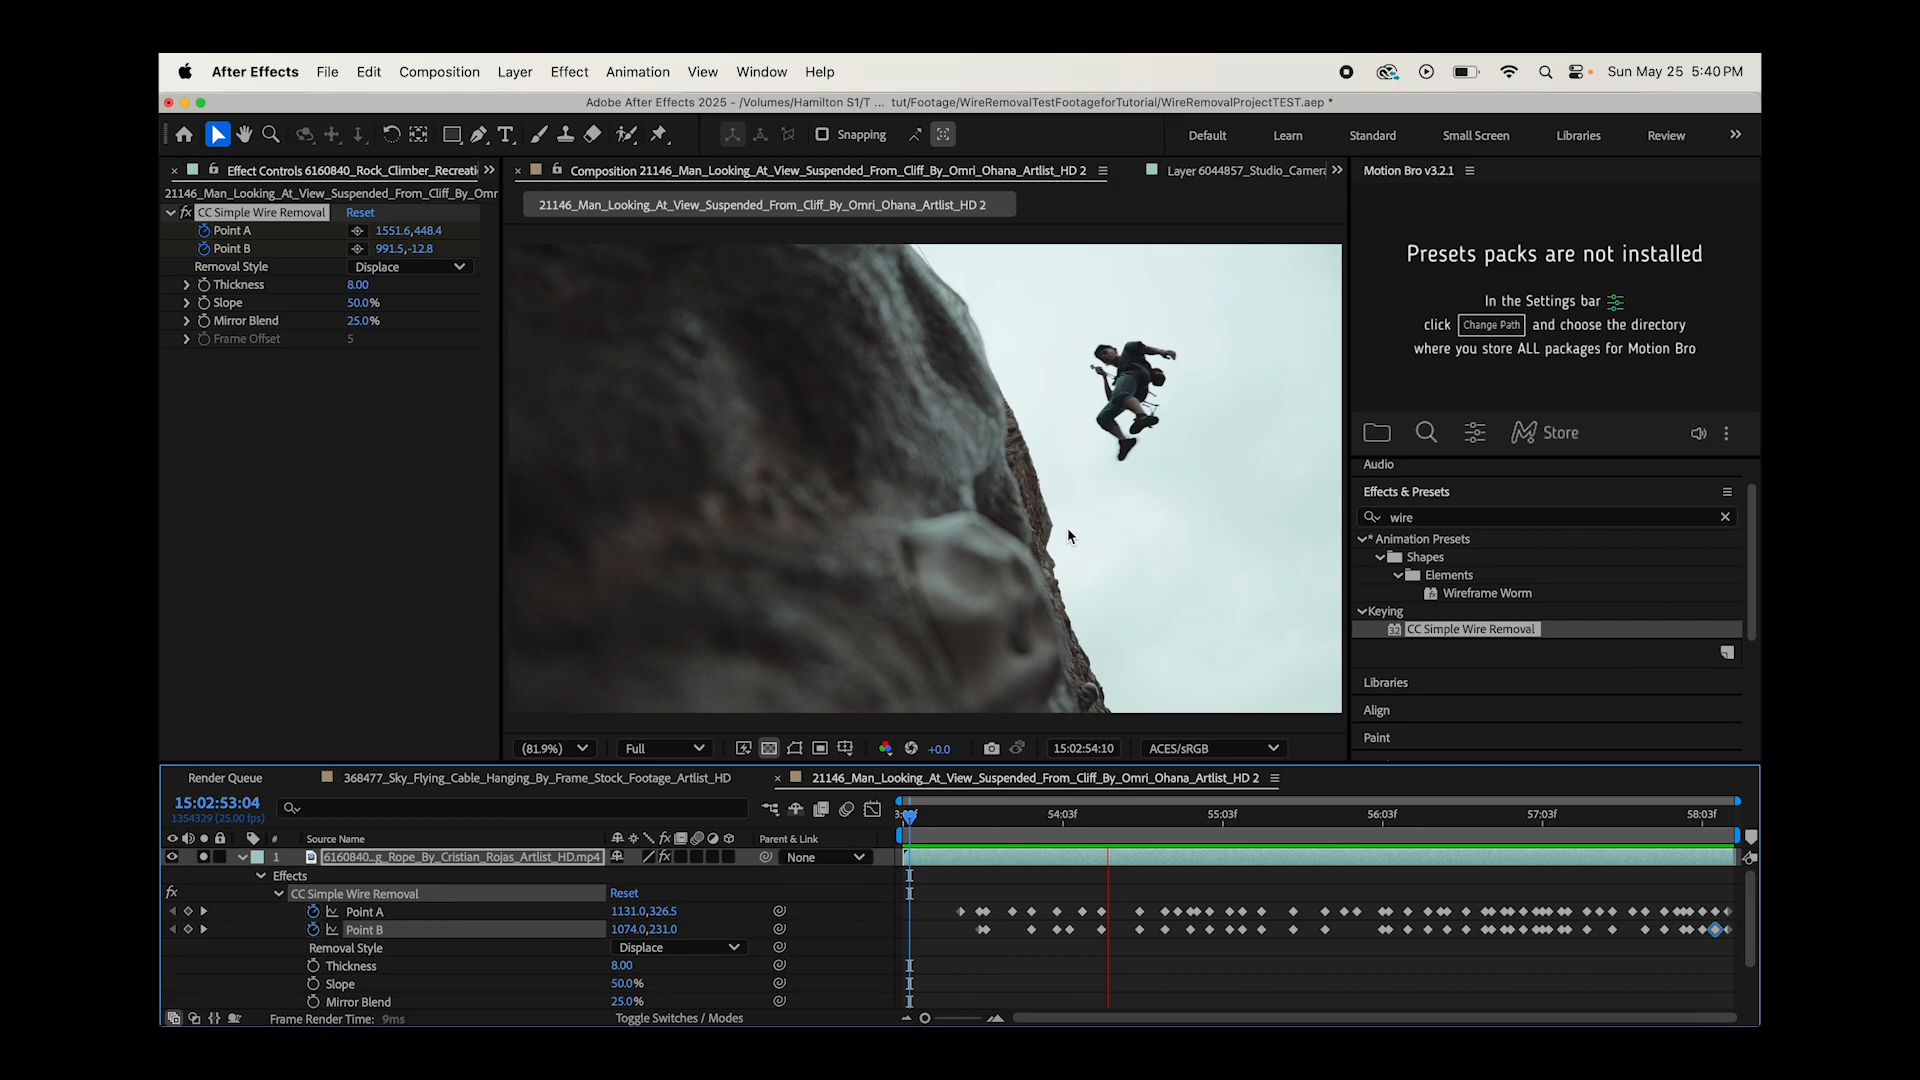 After Effects File Edit Composition Layer Effect Animation View Window Help Sun May 25 5:40 PM
Adobe After Effects 2025 - /Volumes/Hamilton S1/T ... tut/Footage/WireRemovalTestFootageforTutorial/WireRemovalProjectTEST.aep *
Snapping Default Learn Standard Small Screen Libraries Review
Effect Controls 6160840_Rock_Climber_Recreati
21146_Man_Looking_At_View_Suspended_From_Cliff_By_Omr
fx CC Simple Wire Removal Reset
Point A 1551.6,448.4
Point B 991.5,-12.8
Removal Style Displace
Thickness 8.00
Slope 50.0%
Mirror Blend 25.0%
Frame Offset 5
Composition 21146_Man_Looking_At_View_Suspended_From_Cliff_By_Omri_Ohana_Artlist_HD 2
Layer 6044857_Studio_Camera
21146_Man_Looking_At_View_Suspended_From_Cliff_By_Omri_Ohana_Artlist_HD 2
(81.9%) Full +0.0 15:02:54:10 ACES/sRGB
Motion Bro v3.2.1
Presets packs are not installed
In the Settings bar
click Change Path and choose the directory
where you store ALL packages for Motion Bro
Store
Audio
Effects & Presets
wire
* Animation Presets
Shapes
Elements
Wireframe Worm
Keying
32 CC Simple Wire Removal
Libraries
Align
Paint
Render Queue 368477_Sky_Flying_Cable_Hanging_By_Frame_Stock_Footage_Artlist_HD 21146_Man_Looking_At_View_Suspended_From_Cliff_By_Omri_Ohana_Artlist_HD 2
15:02:53:04
1354329 (25.00 fps)
54:03f 55:03f 56:03f 57:03f 58:03f
# Source Name fx Parent & Link
1 6160840...g_Rope_By_Cristian_Rojas_Artlist_HD.mp4 fx None
Effects
fx CC Simple Wire Removal Reset
Point A 1131.0,326.5
Point B 1074.0,231.0
Removal Style Displace
Thickness 8.00
Slope 50.0%
Mirror Blend 25.0%
Frame Render Time: 9ms Toggle Switches / Modes